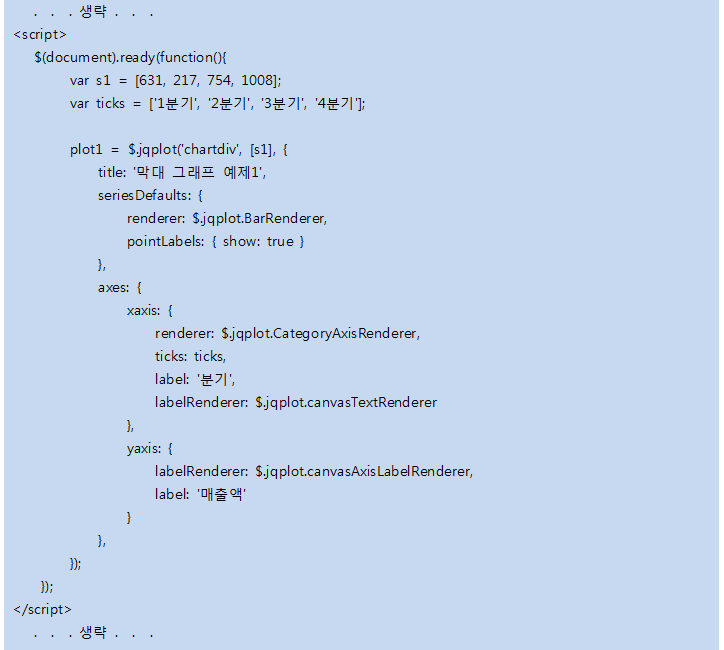 . . . 생략 . . .
<script>
$(document).ready(function(){
var s1 = [631, 217, 754, 1008];
var ticks = ['1분기', '2분기', '3분기', '4분기'];
plot1 = $.jqplot('chartdiv', [s1], {
title: '막대 그래프 예제1',
seriesDefaults: {
renderer: $.jqplot.BarRenderer,
pointLabels: { show: true }
},
axes: {
xaxis: {
renderer: $.jqplot.CategoryAxisRenderer,
ticks: ticks,
label: '분기',
labelRenderer: $.jqplot.canvasTextRenderer
},
yaxis: {
labelRenderer: $.jqplot.canvasAxisLabelRenderer,
label: '매출액'
}
},
});
});
</script>
. . . 생략 . . .